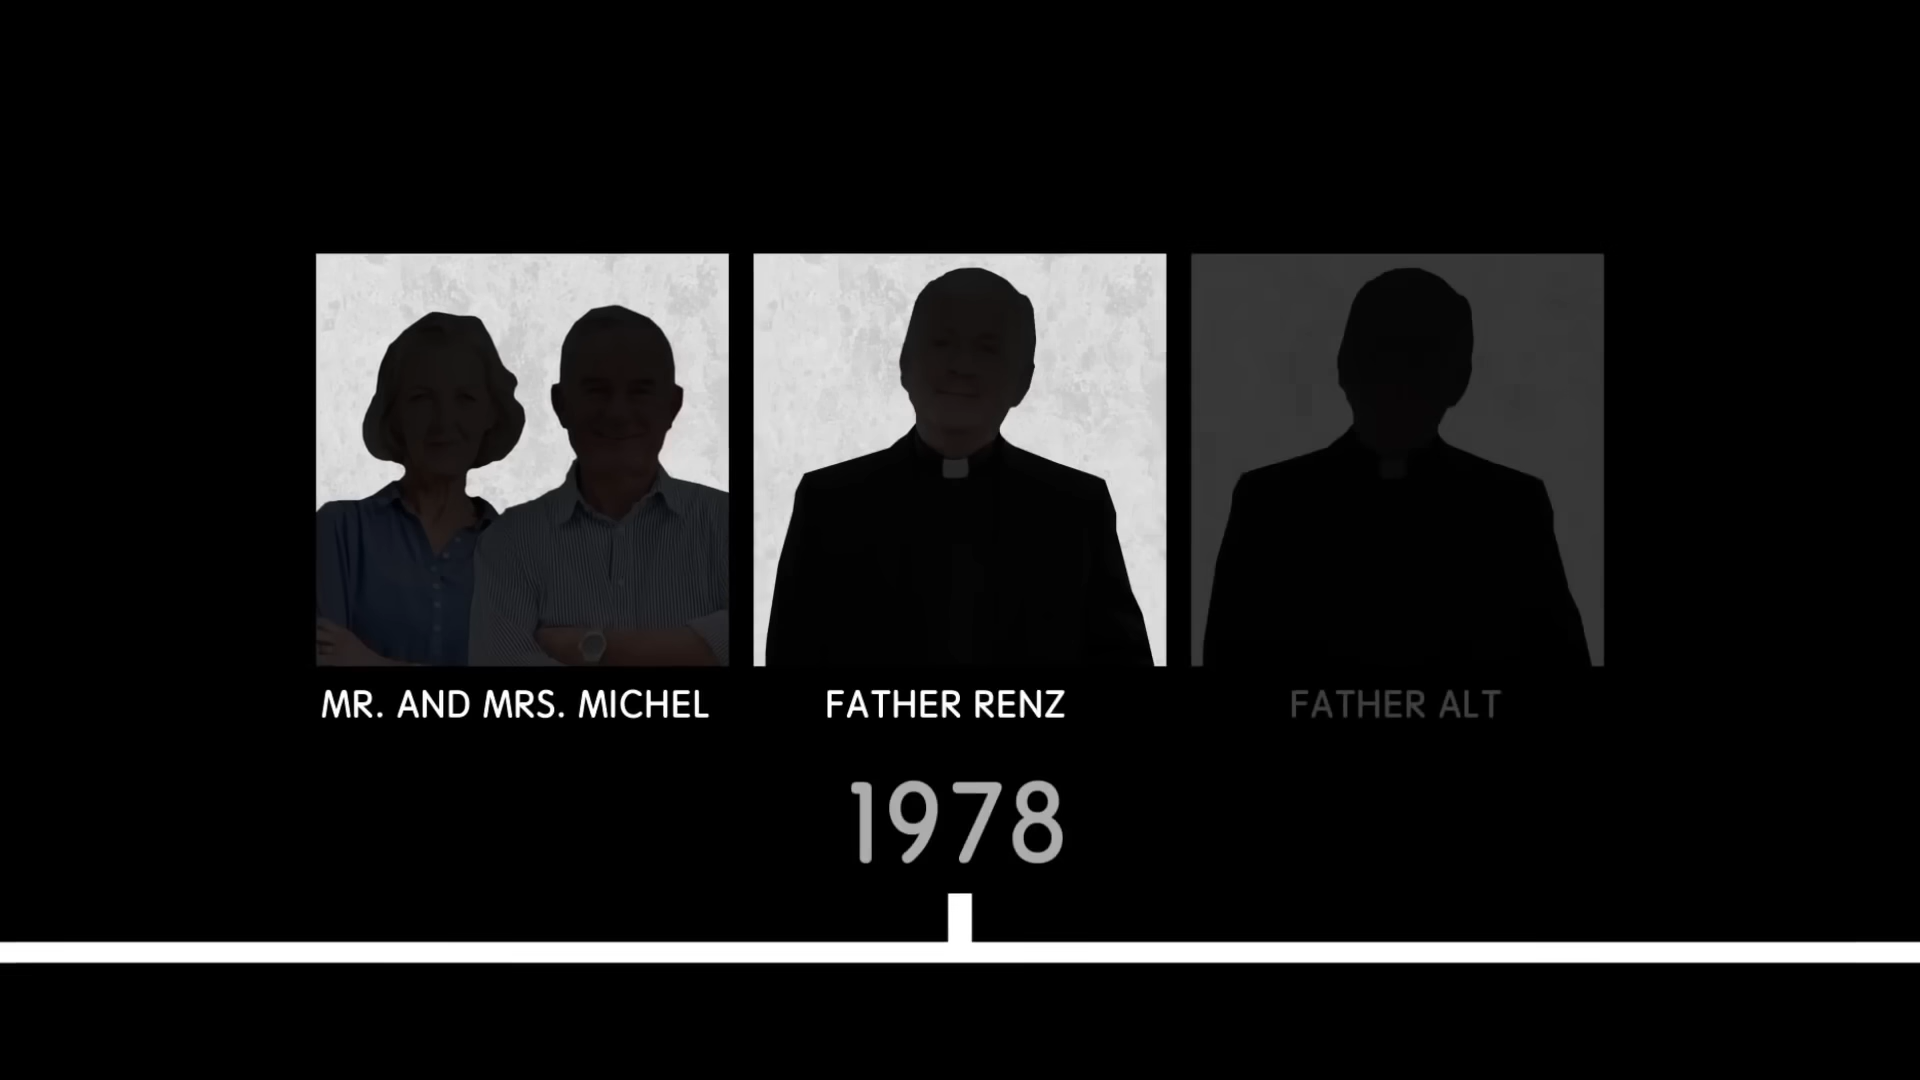 MR. AND MRS. MICHEL
FATHER RENZ
FATHER ALT
1978